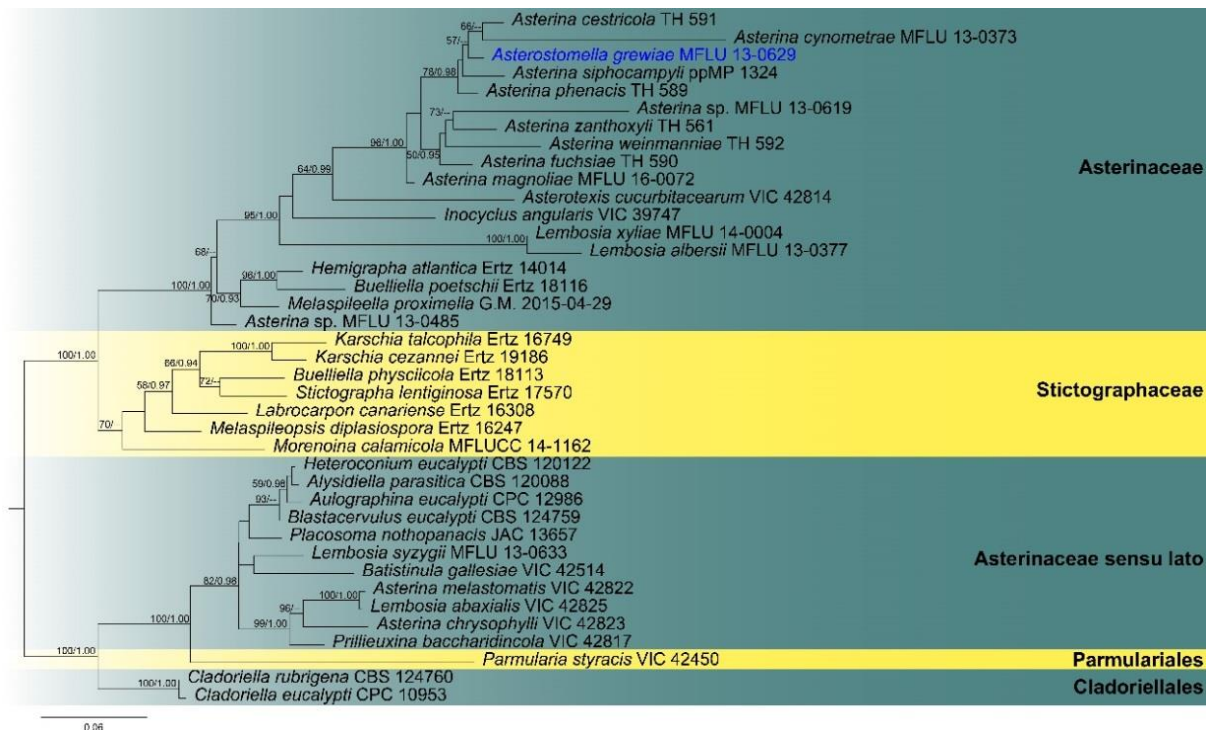 Asterina cestricola TH 591
66/--
Asterina cynometrae MFLU 13-0373
57/--
Asterostomella grewiae MFLU 13-0629
78/0.98
Asterina siphocampyli ppMP 1324
Asterina phenacis TH 589
Asterina sp. MFLU 13-0619
73/--
Asterina zanthoxyli TH 561
Asterina weinmanniae TH 592
96/1.00
50/0.95
Asterina fuchsiae TH 590
Asterinaceae
64/0.99
Asterina magnoliae MFLU 16-0072
Asterotexis cucurbitacearum VIC 42814
95/1.00
Inocyclus angularis VIC 39747
Lembosia xyliae MFLU 14-0004
100/1.00
Lembosia albersii MFLU 13-0377
68/--
Hemigrapha atlantica Ertz 14014
96/1.00
100/1.00
Buelliella poetschii Ertz 18116
70/0.93
Melaspileella proximella G.M. 2015-04-29
Asterina sp. MFLU 13-0485
Karschia talcophila Ertz 16749
100/1.00
100/1.00
Karschia cezannei Ertz 19186
66/0.94
Buelliella physciicola Ertz 18113
72/--
58/0.97
Stictographa lentiginosa Ertz 17570
Stictographaceae
Labrocarpon canariense Ertz 16308
70/
Melaspileopsis diplasiospora Ertz 16247
Morenoina calamicola MFLUCC 14-1162
Heteroconium eucalypti CBS 120122
59/0.98
Alysidiella parasitica CBS 120088
93/--
Aulographina eucalypti CPC 12986
Blastacervulus eucalypti CBS 124759
Placosoma nothopanacis JAC 13657
Lembosia syzygii MFLU 13-0633
Asterinaceae sensu lato
82/0.98
Batistinula gallesiae VIC 42514
Asterina melastomatis VIC 42822
100/1.00
Lembosia abaxialis VIC 42825
96/--
Asterina chrysophylli VIC 42823
99/1.00
100/1.00
Prillieuxina baccharidincola VIC 42817
100/1.00
Parmularia styracis VIC 42450
Parmulariales
Cladoriella rubrigena CBS 124760
100/1.00
Cladoriella eucalypti CPC 10953
Cladoriellales
0.06